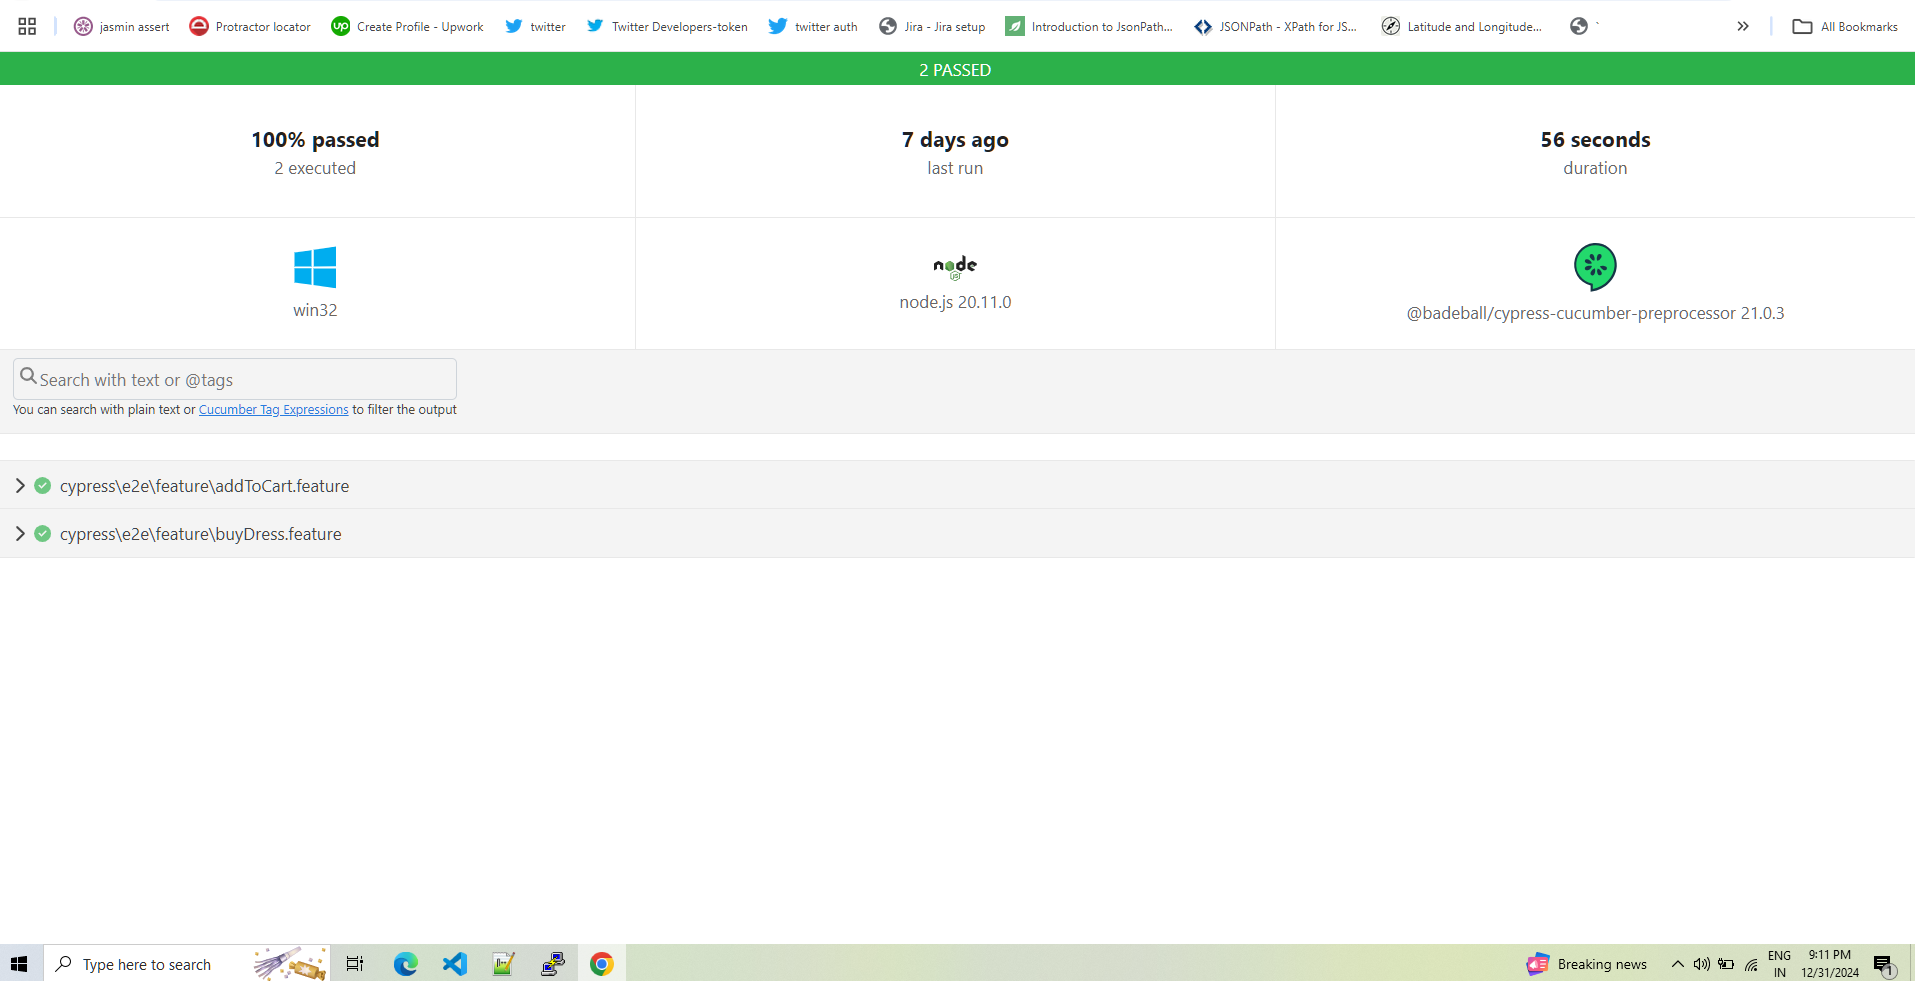 jasmin assert Protractor locator Create Profile - Upwork twitter Twitter Developers-token twitter auth Jira - Jira setup Introduction to JsonPath... JSONPath - XPath for JS... Latitude and Longitude... ` All Bookmarks
2 PASSED
100% passed
2 executed
7 days ago
last run
56 seconds
duration
win32
node
JS
node.js 20.11.0
@badeball/cypress-cucumber-preprocessor 21.0.3
Search with text or @tags
You can search with plain text or Cucumber Tag Expressions to filter the output
cypress\e2e\feature\addToCart.feature
cypress\e2e\feature\buyDress.feature
Type here to search
Breaking news
ENG
IN
9:11 PM
12/31/2024
1